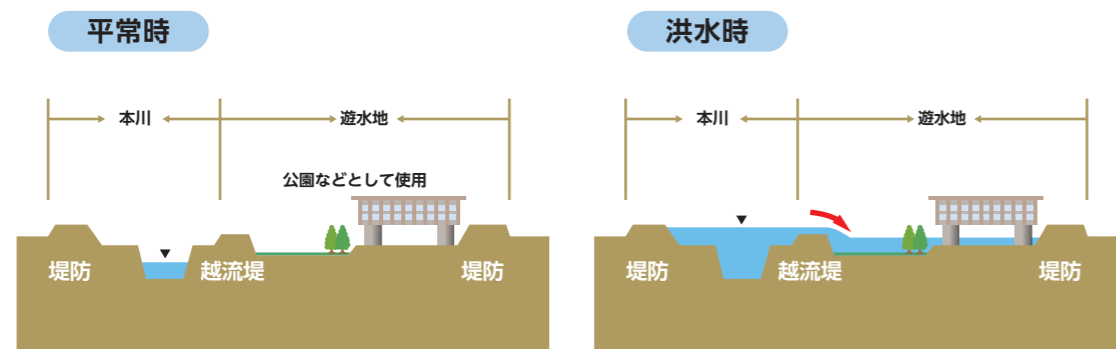 平常時
本川
遊水地
公園などとして使用
堤防
越流堤
堤防
洪水時
本川
遊水地
堤防
越流堤
堤防